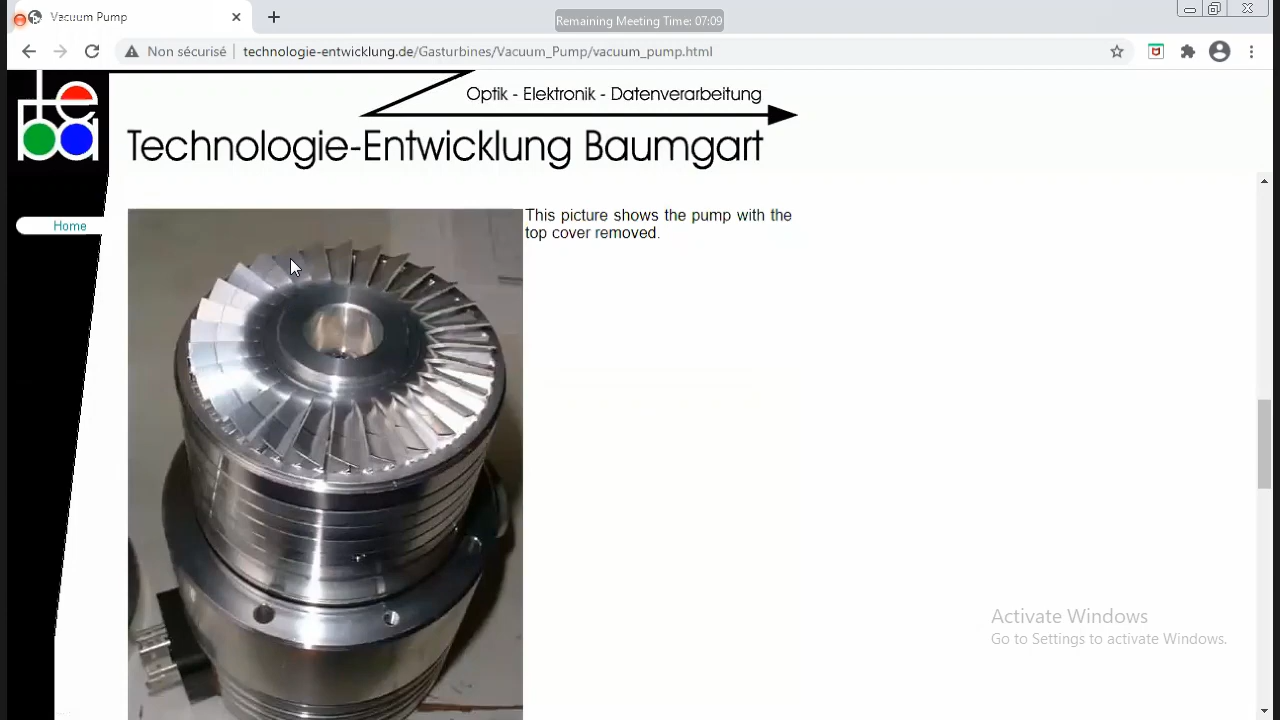 Vacuum Pump
Remaining Meeting Time: 07:09
Non sécurisé
technologie-entwicklung.de/Gasturbines/Vacuum_Pump/vacuum_pump.html
teba
Optik - Elektronik - Datenverarbeitung
Technologie-Entwicklung Baumgart
Home
This picture shows the pump with the
top cover removed.
Activate Windows
Go to Settings to activate Windows.